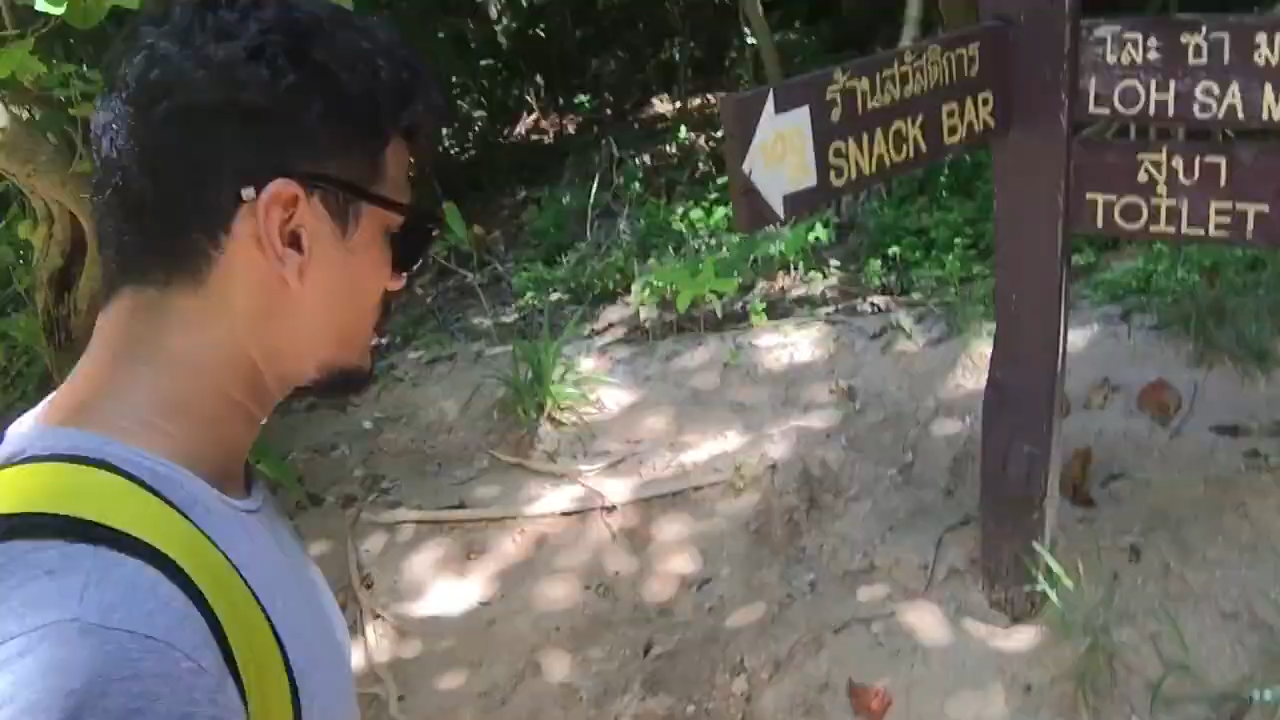 ร้านสวัสดิการ
SNACK BAR
โละ ซา ม
LOH SA M
สุขา
TOILET